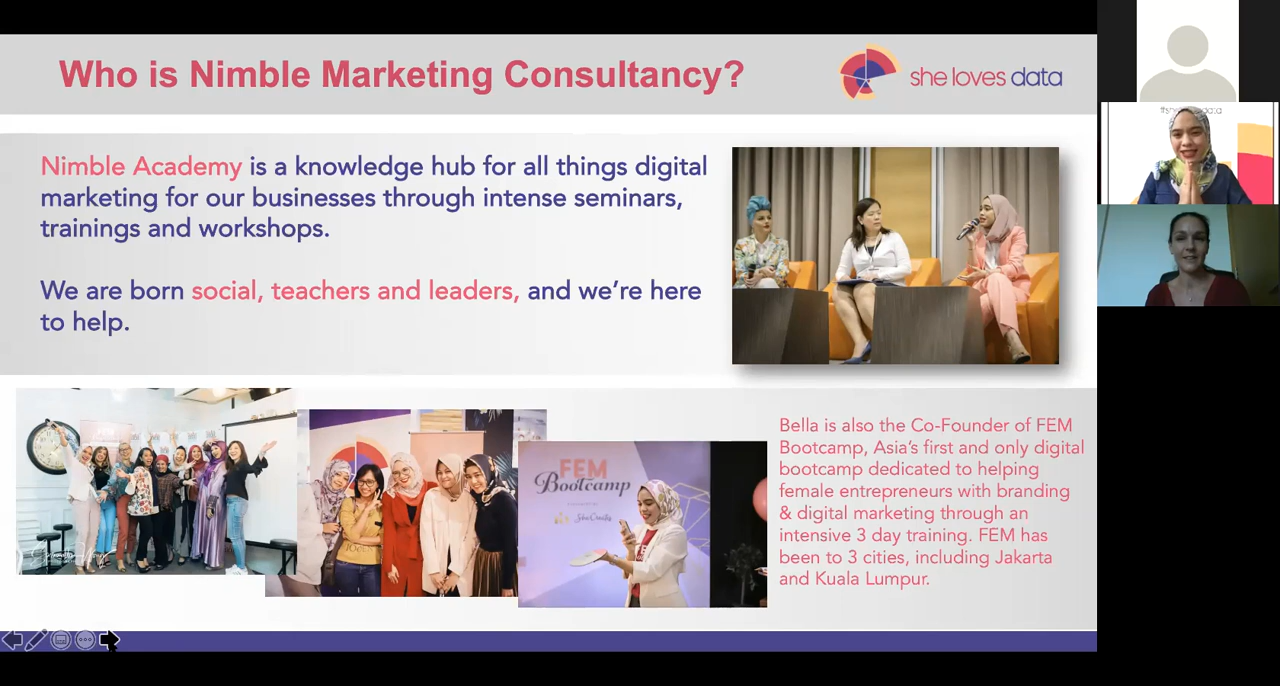 Who is Nimble Marketing Consultancy?
she loves data
Nimble Academy is a knowledge hub for all things digital
marketing for our businesses through intense seminars,
trainings and workshops.
We are born social, teachers and leaders, and we’re here
to help.
FEM
Bootcamp
Bella is also the Co-Founder of FEM
Bootcamp, Asia’s first and only digital
bootcamp dedicated to helping
female entrepreneurs with branding
& digital marketing through an
intensive 3 day training. FEM has
been to 3 cities, including Jakarta
and Kuala Lumpur.